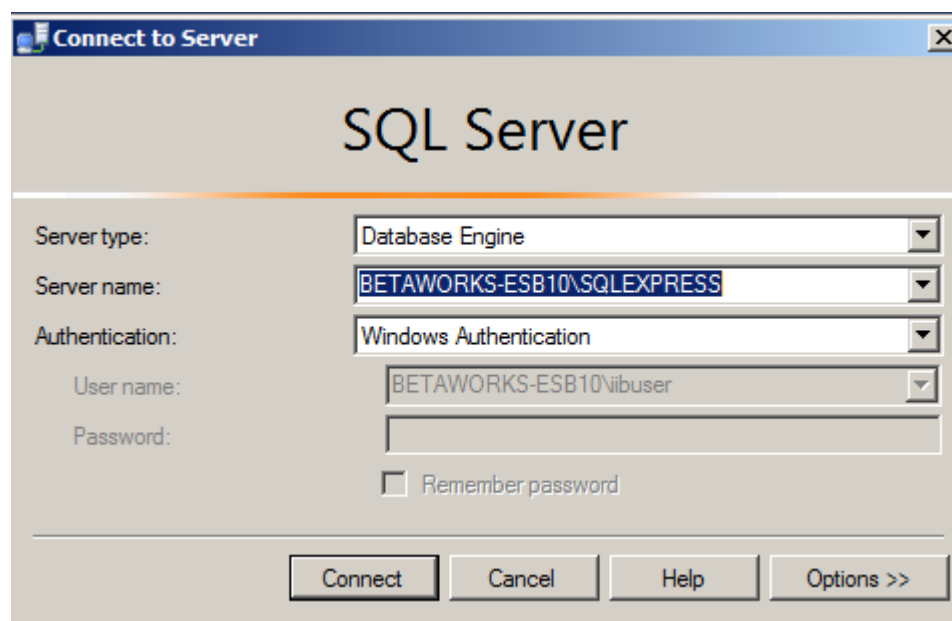 Connect to Server
SQL Server
Server type: Database Engine
Server name: BETAWORKS-ESB10\SQLEXPRESS
Authentication: Windows Authentication
User name: BETAWORKS-ESB10\iibuser
Password:
Remember password
Connect Cancel Help Options >>